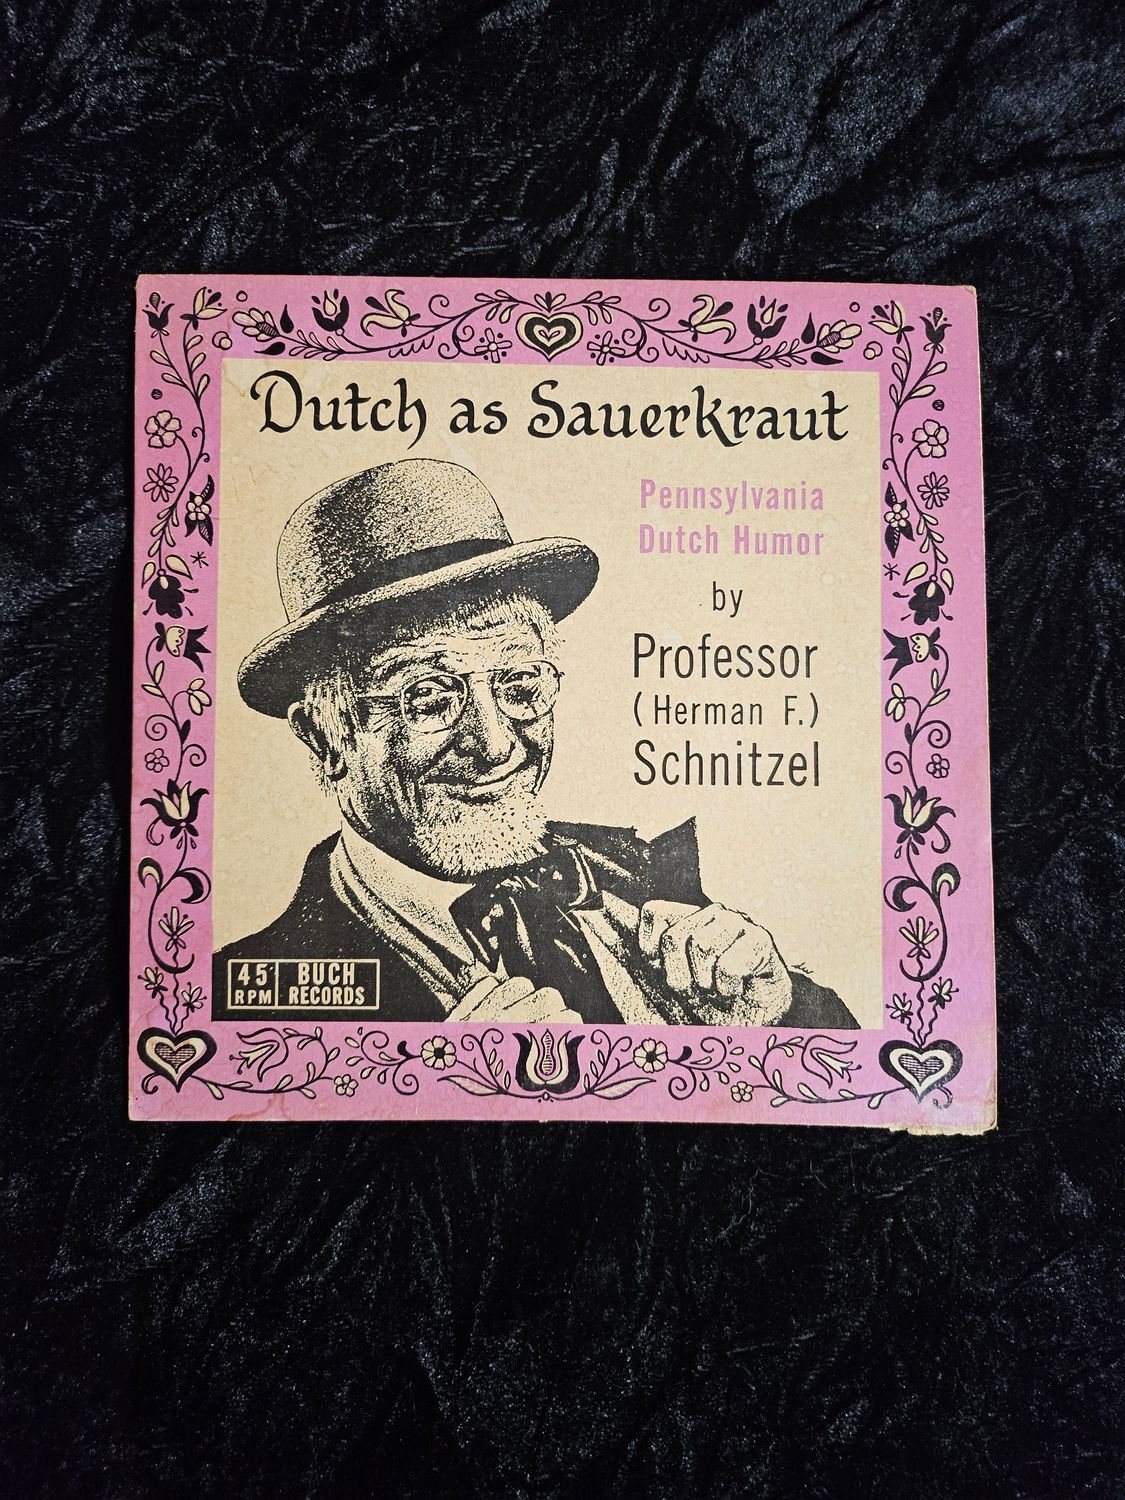 Dutch as Sauerkraut
Pennsylvania
Dutch Humor
by
Professor
(Herman F.)
Schnitzel
45 RPM
BUCH RECORDS